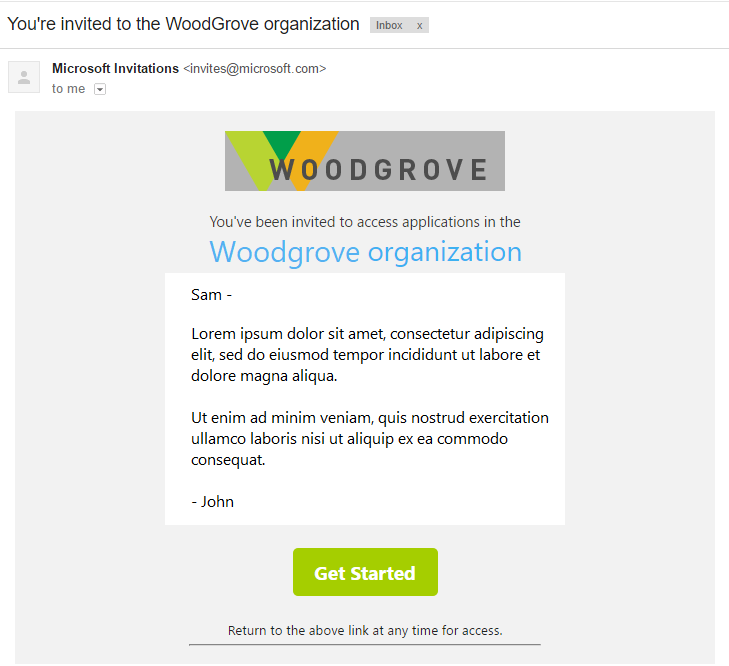 You're invited to the WoodGrove organization Inbox x
Microsoft Invitations <invites@microsoft.com>
to me
WOODGROVE
You've been invited to access applications in the
Woodgrove organization
Sam -
Lorem ipsum dolor sit amet, consectetur adipiscing
elit, sed do eiusmod tempor incididunt ut labore et
dolore magna aliqua.
Ut enim ad minim veniam, quis nostrud exercitation
ullamco laboris nisi ut aliquip ex ea commodo
consequat.
- John
Get Started
Return to the above link at any time for access.